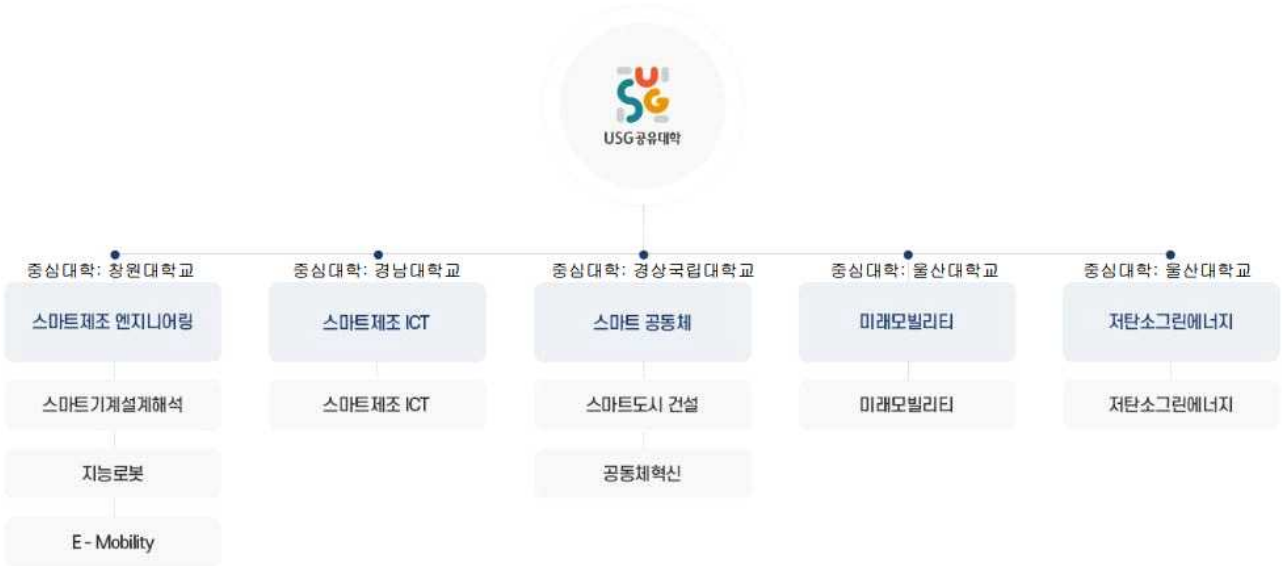 SUG
USG공유대학
중심대학: 창원대학교
중심대학: 경남대학교
중심대학: 경상국립대학교
중심대학: 울산대학교
중심대학: 울산대학교
스마트제조 엔지니어링
스마트제조 ICT
스마트 공동체
미래모빌리티
저탄소그린에너지
스마트기계설계해석
스마트제조 ICT
스마트도시 건설
미래모빌리티
저탄소그린에너지
지능로봇
공동체혁신
E - Mobility